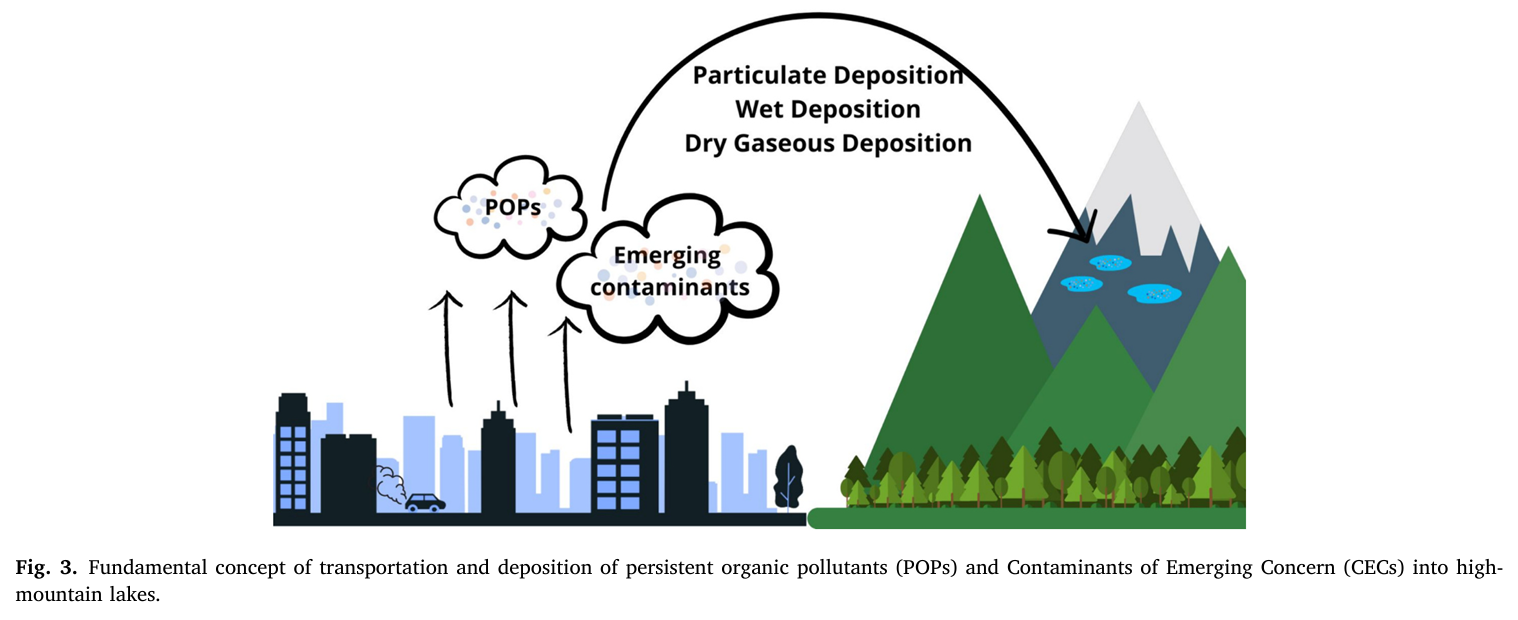 Particulate Deposition
Wet Deposition
Dry Gaseous Deposition
POPs
Emerging
contaminants
Fig. 3. Fundamental concept of transportation and deposition of persistent organic pollutants (POPs) and Contaminants of Emerging Concern (CECs) into high-
mountain lakes.